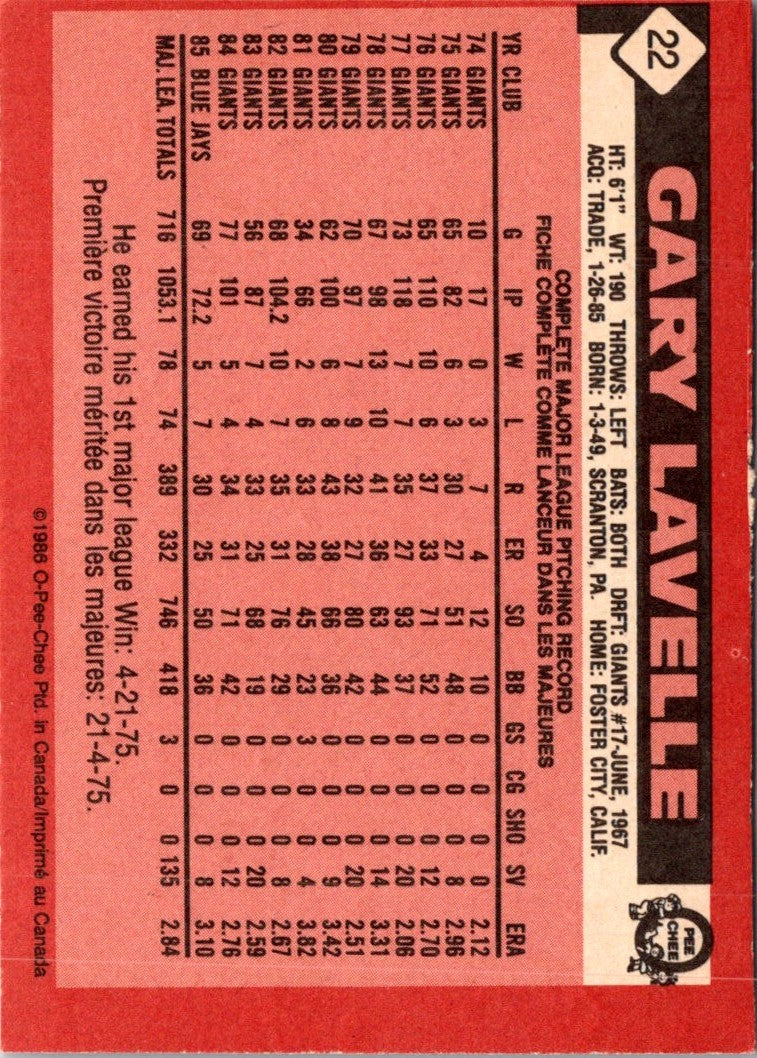 22
GARY LAVELLE
PEE
CHEE
HT: 6'1" WT: 190 THROWS: LEFT BATS: BOTH DRFT: GIANTS #17-JUNE, 1967
ACQ: TRADE, 1-26-85 BORN: 1-3-49, SCRANTON, PA. HOME: FOSTER CITY, CALIF.
COMPLETE MAJOR LEAGUE PITCHING RECORD
FICHE COMPLÈTE COMME LANCEUR DANS LES MAJEURES
YR CLUB G IP W L R ER SO BB GS CG SHO SV ERA
74 GIANTS 10 17 0 3 7 4 12 10 0 0 0 0 2.12
75 GIANTS 65 82 6 3 30 27 51 48 0 0 0 8 2.96
76 GIANTS 65 110 10 6 37 33 71 52 0 0 0 12 2.70
77 GIANTS 73 118 7 7 35 27 93 37 0 0 0 20 2.06
78 GIANTS 67 98 13 10 41 36 63 44 0 0 0 14 3.31
79 GIANTS 70 97 7 9 32 27 80 42 0 0 0 20 2.51
80 GIANTS 62 100 6 8 43 38 66 36 0 0 0 9 3.42
81 GIANTS 34 66 2 6 33 28 45 23 3 0 0 4 3.82
82 GIANTS 68 104.2 10 7 35 31 76 29 0 0 0 8 2.67
83 GIANTS 56 87 7 4 33 25 68 19 0 0 0 20 2.59
84 GIANTS 77 101 5 4 34 31 71 42 0 0 0 12 2.76
85 BLUE JAYS 69 72.2 5 7 30 25 50 36 0 0 0 8 3.10
MAJ. LEA. TOTALS 716 1053.1 78 74 389 332 746 418 3 0 0 135 2.84
He earned his 1st major league Win: 4-21-75.
Première victoire méritée dans les majeures: 21-4-75.
©1986 O-Pee-Chee Ptd. in Canada/Imprimé au Canada